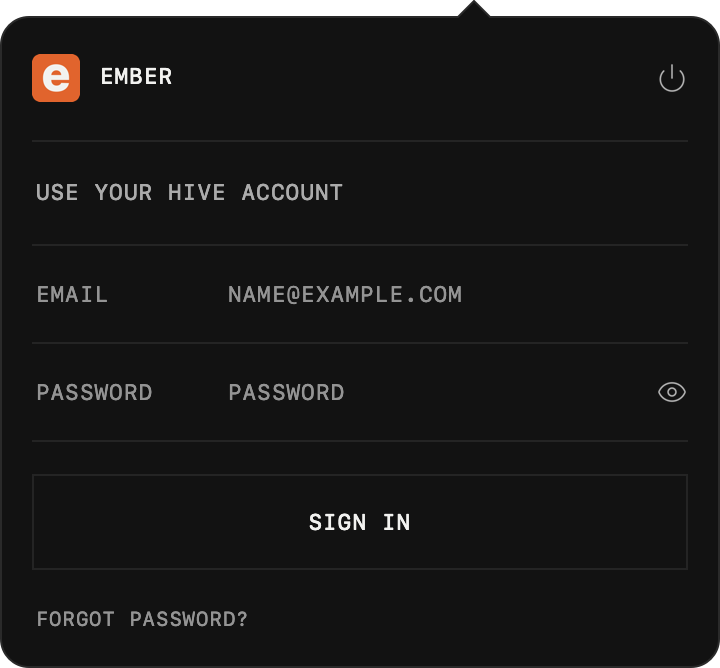 e EMBER
USE YOUR HIVE ACCOUNT
EMAIL NAME@EXAMPLE.COM
PASSWORD PASSWORD
SIGN IN
FORGOT PASSWORD?